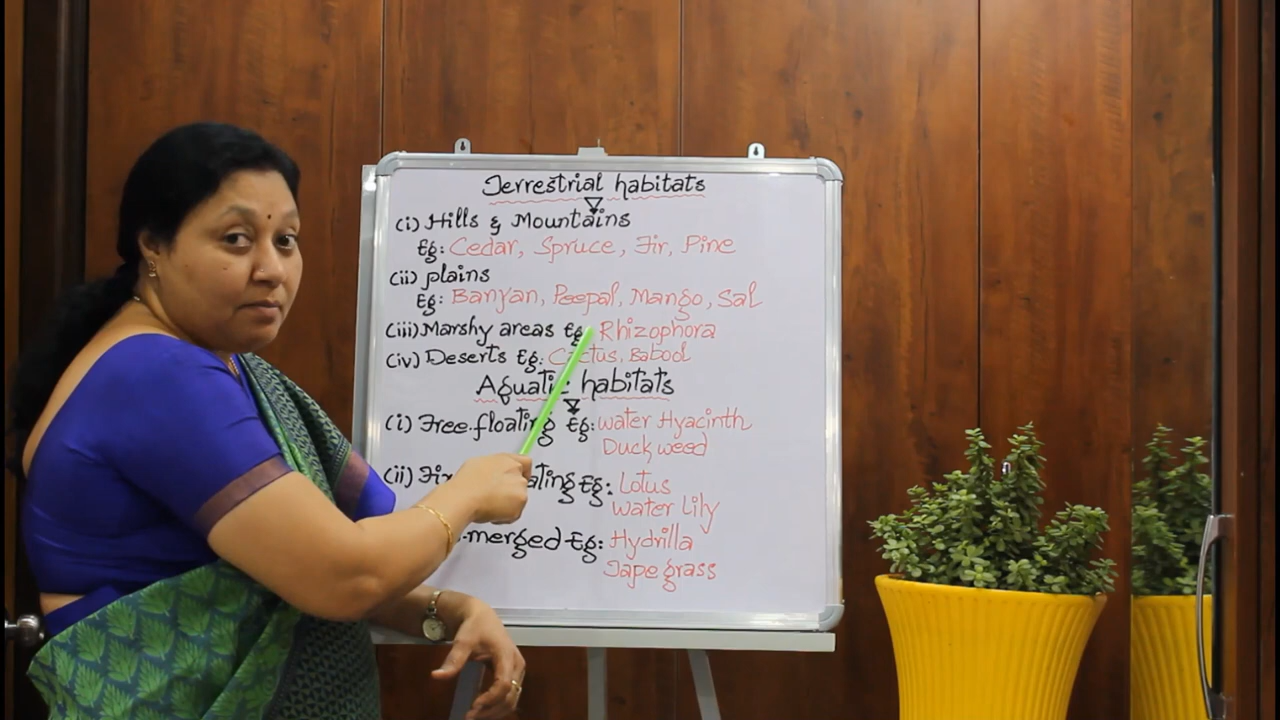 Terrestrial habitats
(i) Hills & Mountains
Eg: Cedar, Spruce, Fir, Pine
(ii) plains
Eg: Banyan, Peepal, Mango, Sal
(iii) Marshy areas Eg: Rhizophora
(iv) Deserts Eg: Cactus, Babool
Aquatic habitats
(i) Free-floating Eg: water Hyacinth
Duck weed
(ii) Eg: Lotus
water Lily
merged Eg: Hydrilla
Tape grass